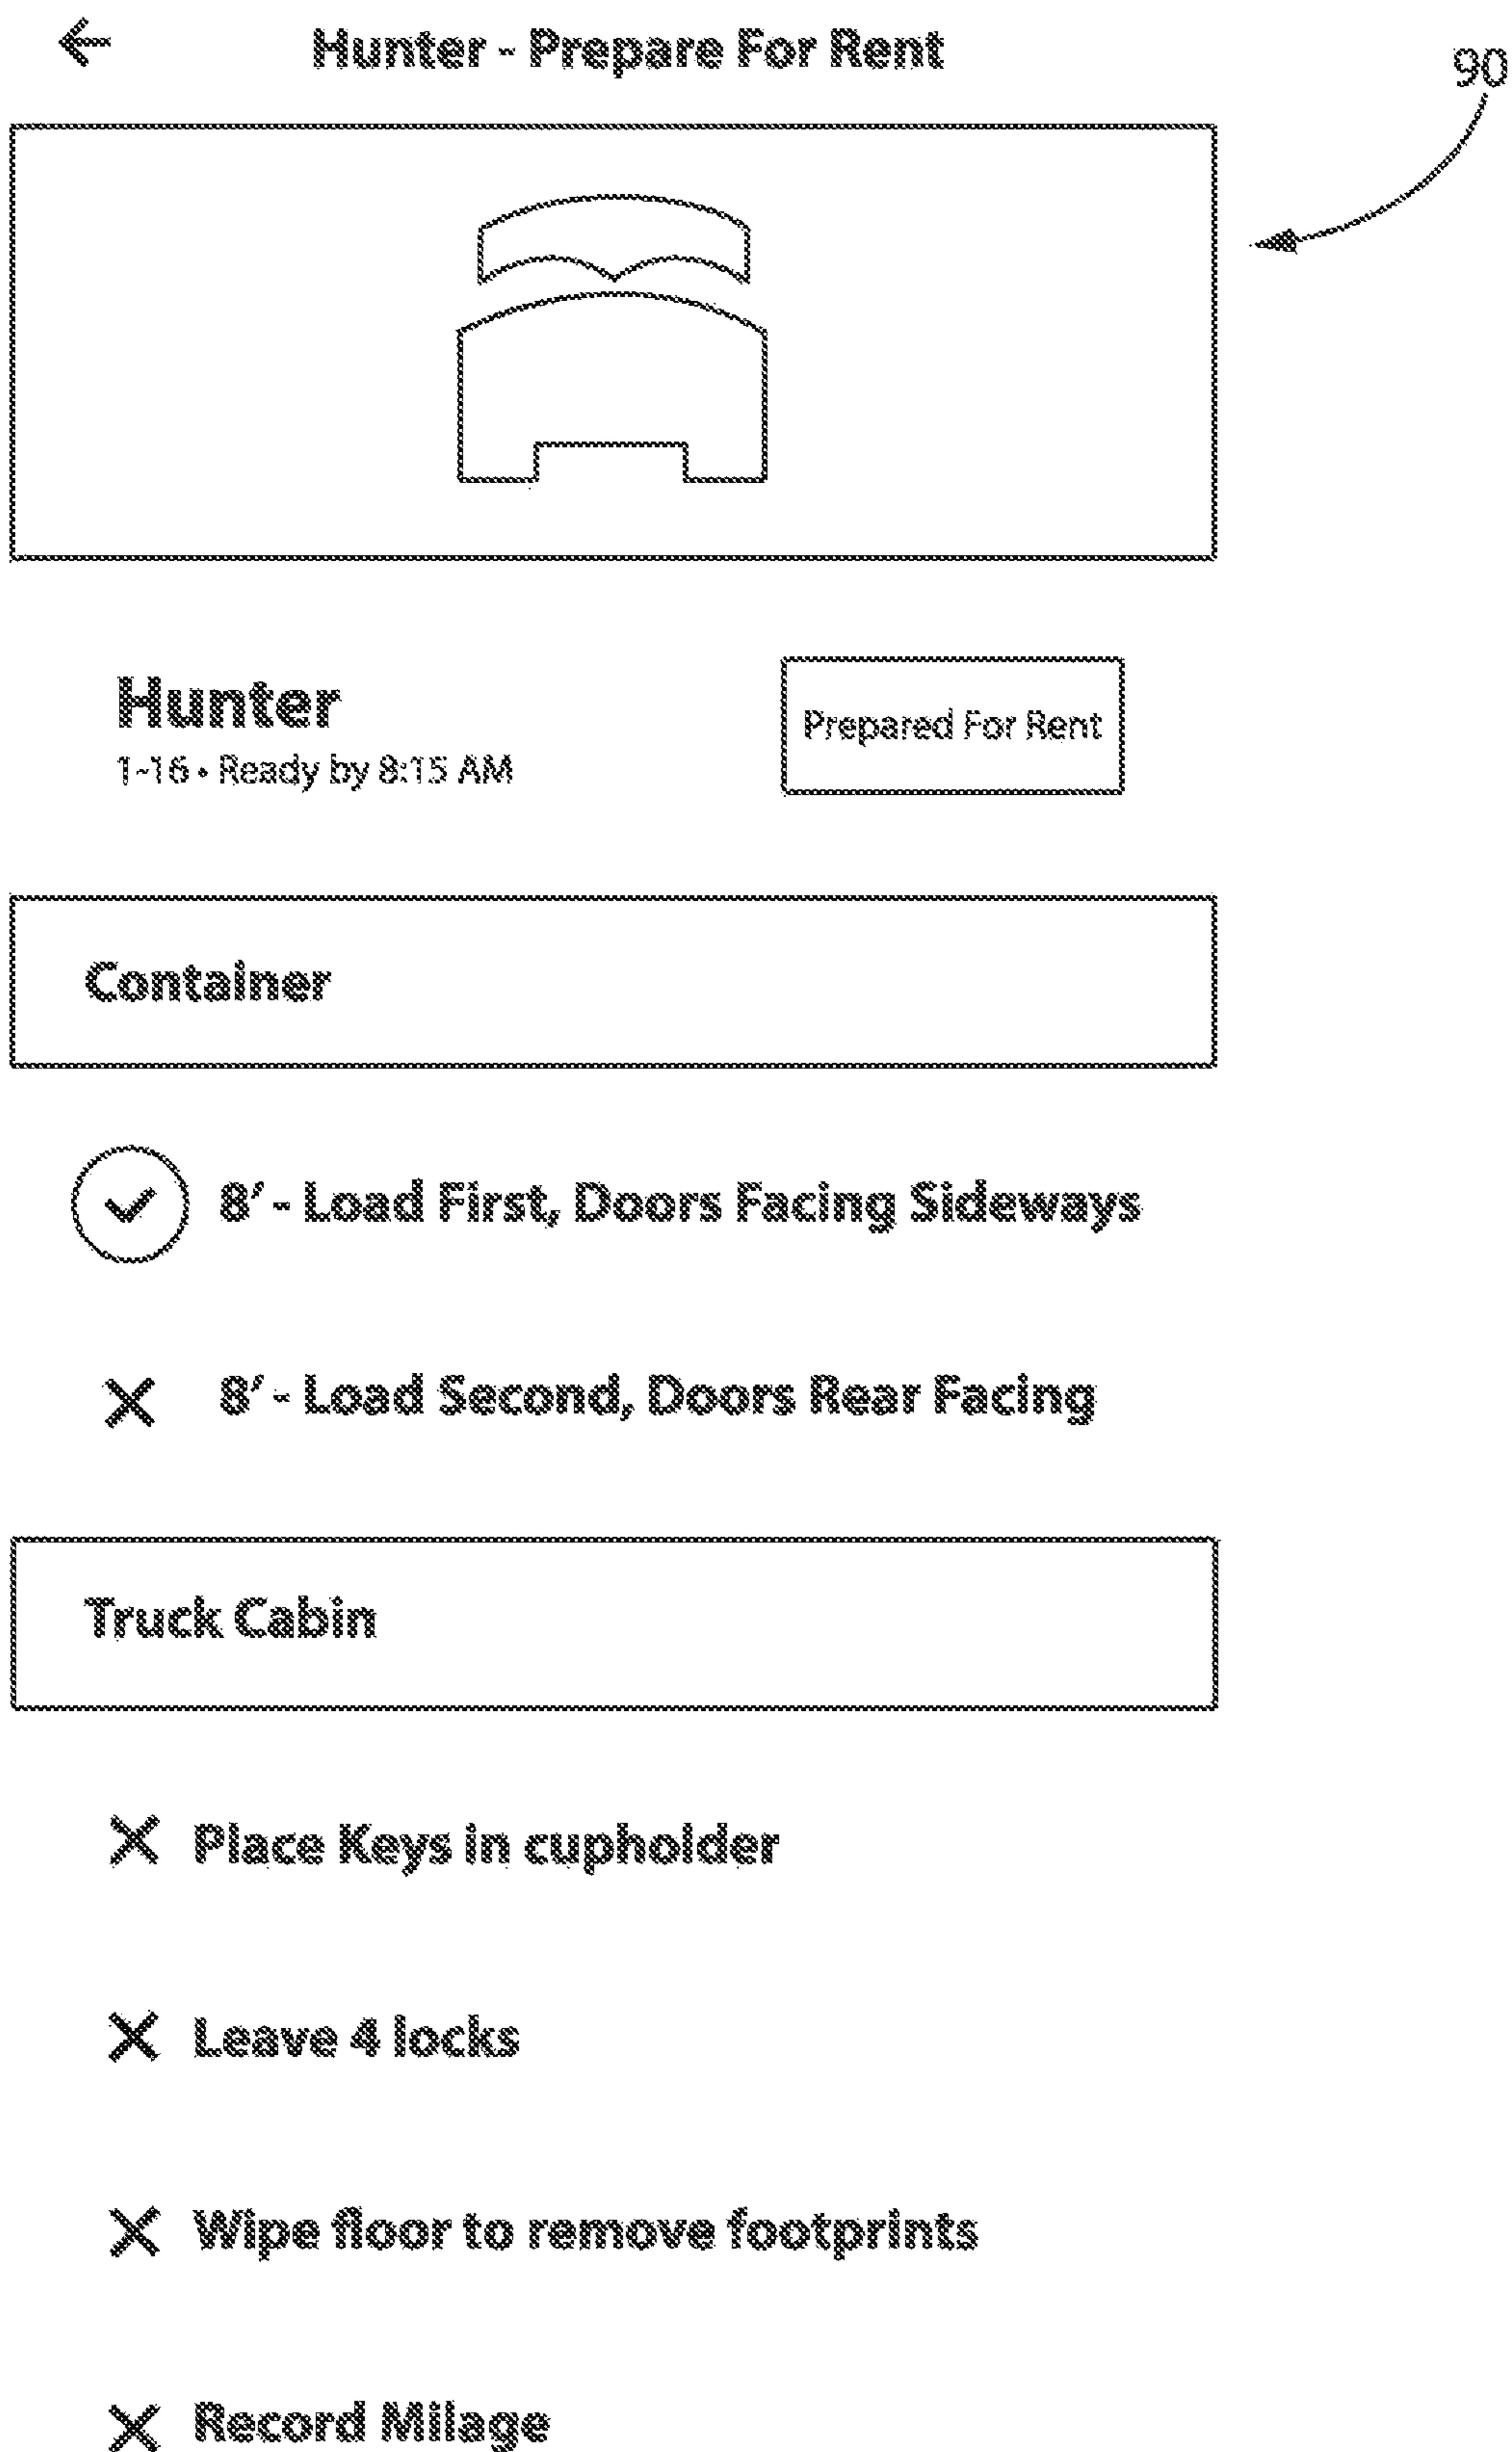 Hunter - Prepare For Rent
90
Hunter
1-16 • Ready by 8:15 AM
Prepared For Rent
Container
8' - Load First, Doors Facing Sideways
8' - Load Second, Doors Rear Facing
Truck Cabin
Place Keys in cupholder
Leave 4 locks
Wipe floor to remove footprints
Record Milage